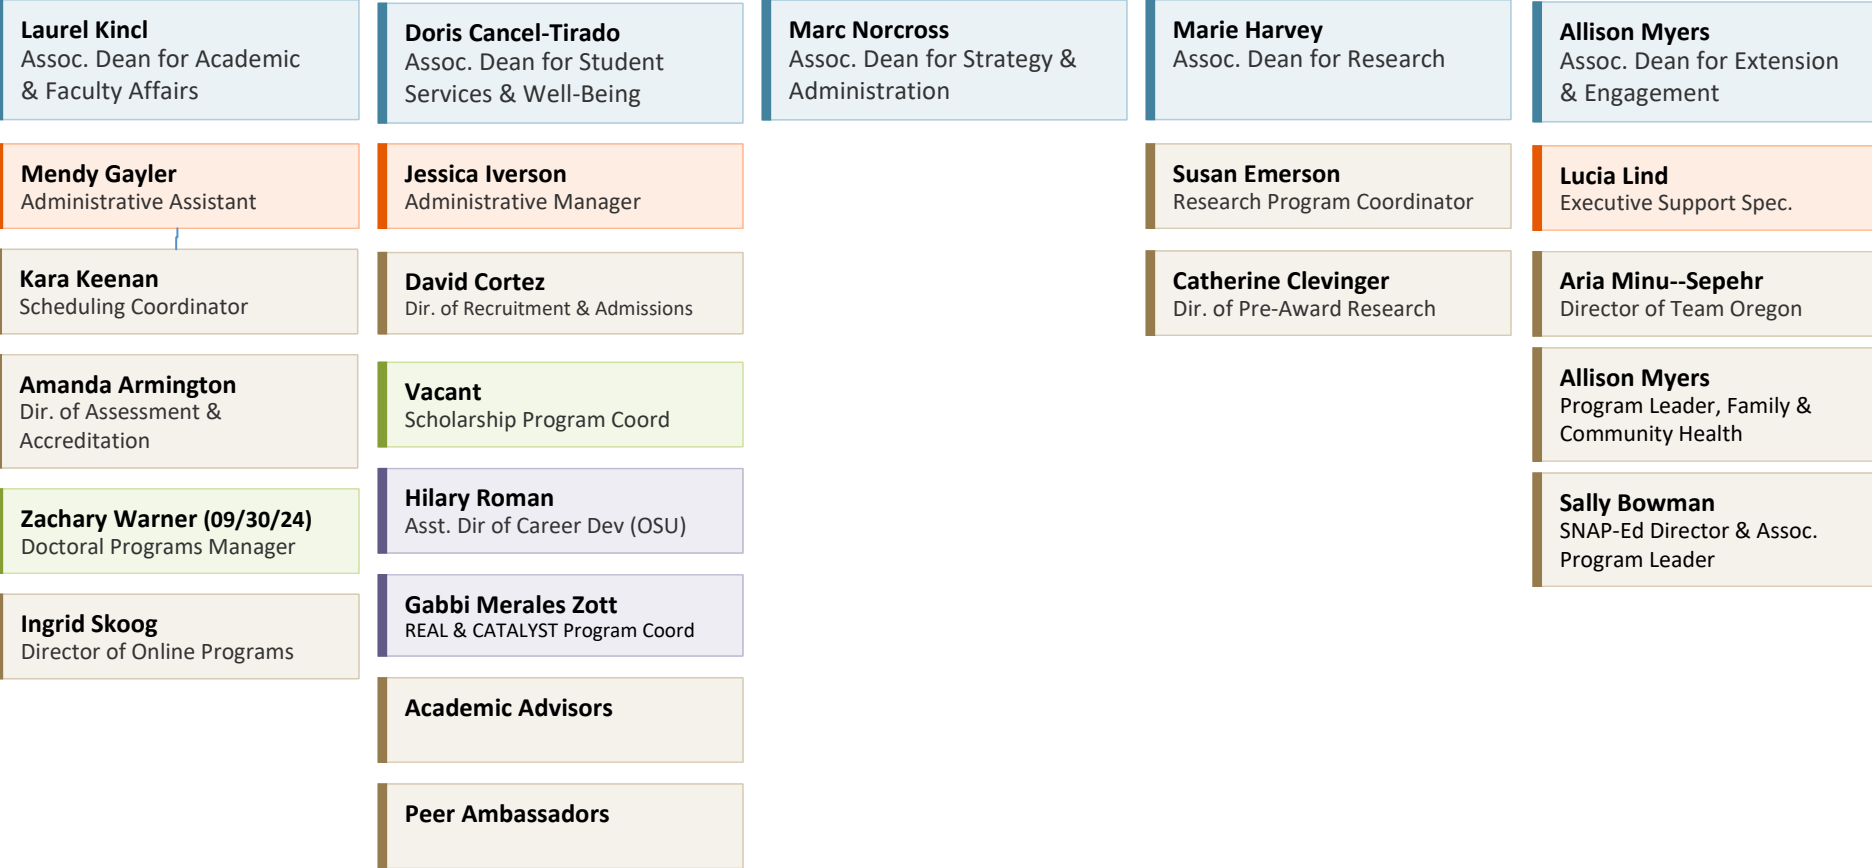 Laurel Kincl
Assoc. Dean for Academic
& Faculty Affairs
Mendy Gayler
Administrative Assistant
Kara Keenan
Scheduling Coordinator
Amanda Armington
Dir. of Assessment &
Accreditation
Zachary Warner (09/30/24)
Doctoral Programs Manager
Ingrid Skoog
Director of Online Programs
Doris Cancel-Tirado
Assoc. Dean for Student
Services & Well-Being
Jessica Iverson
Administrative Manager
David Cortez
Dir. of Recruitment & Admissions
Vacant
Scholarship Program Coord
Hilary Roman
Asst. Dir of Career Dev (OSU)
Gabbi Merales Zott
REAL & CATALYST Program Coord
Academic Advisors
Peer Ambassadors
Marc Norcross
Assoc. Dean for Strategy &
Administration
Marie Harvey
Assoc. Dean for Research
Susan Emerson
Research Program Coordinator
Catherine Clevinger
Dir. of Pre-Award Research
Allison Myers
Assoc. Dean for Extension
& Engagement
Lucia Lind
Executive Support Spec.
Aria Minu--Sepehr
Director of Team Oregon
Allison Myers
Program Leader, Family &
Community Health
Sally Bowman
SNAP-Ed Director & Assoc.
Program Leader